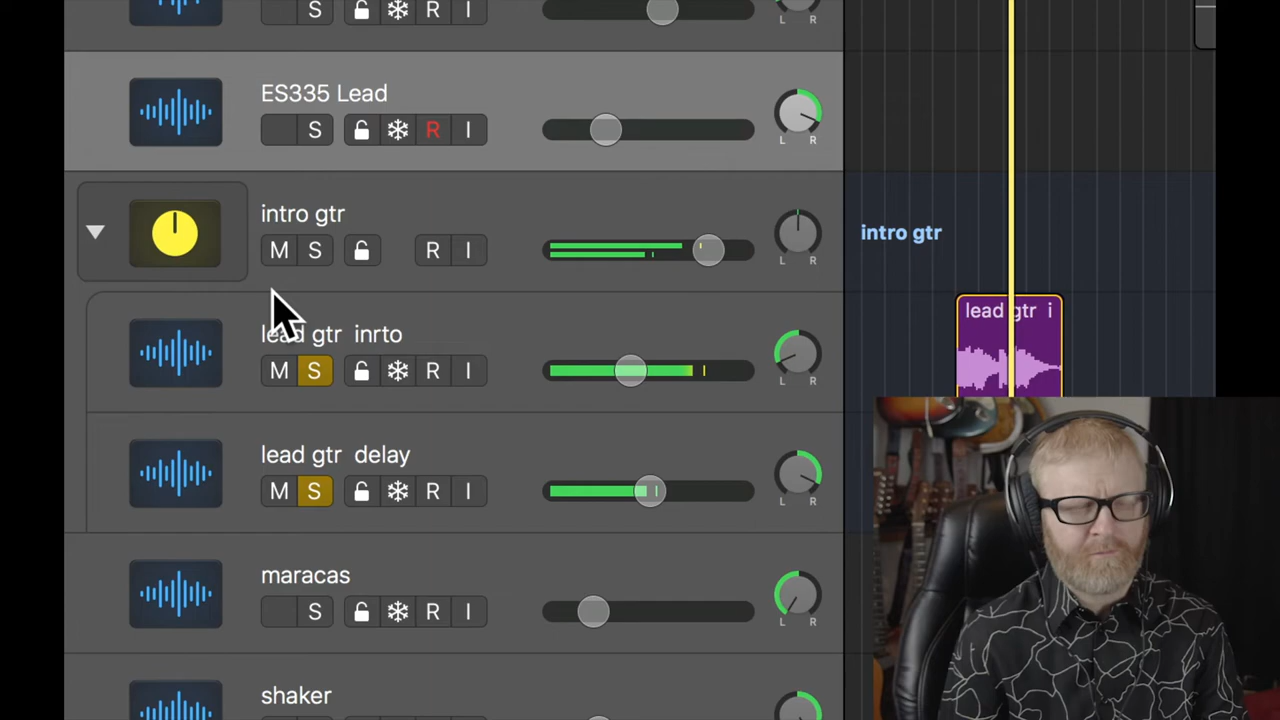 S R I
L R
ES335 Lead
S R I
L R
intro gtr
M S R I
L R
intro gtr
lead gtr i
lead gtr inrto
M S R I
L R
lead gtr delay
M S R I
L R
maracas
S R I
L R
shaker